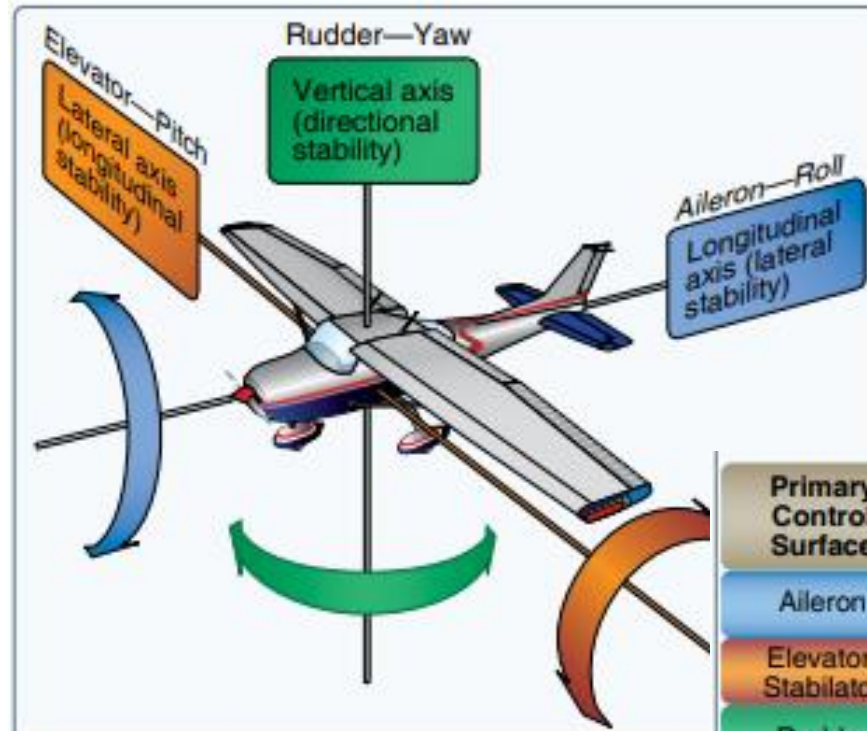 Rudder—Yaw
Vertical axis
(directional
stability)
Elevator—Pitch
Lateral axis
(longitudinal
stability)
Aileron—Roll
Longitudinal
axis (lateral
stability)
Primary
Control
Surface
Aileron
Elevator
Stabilato